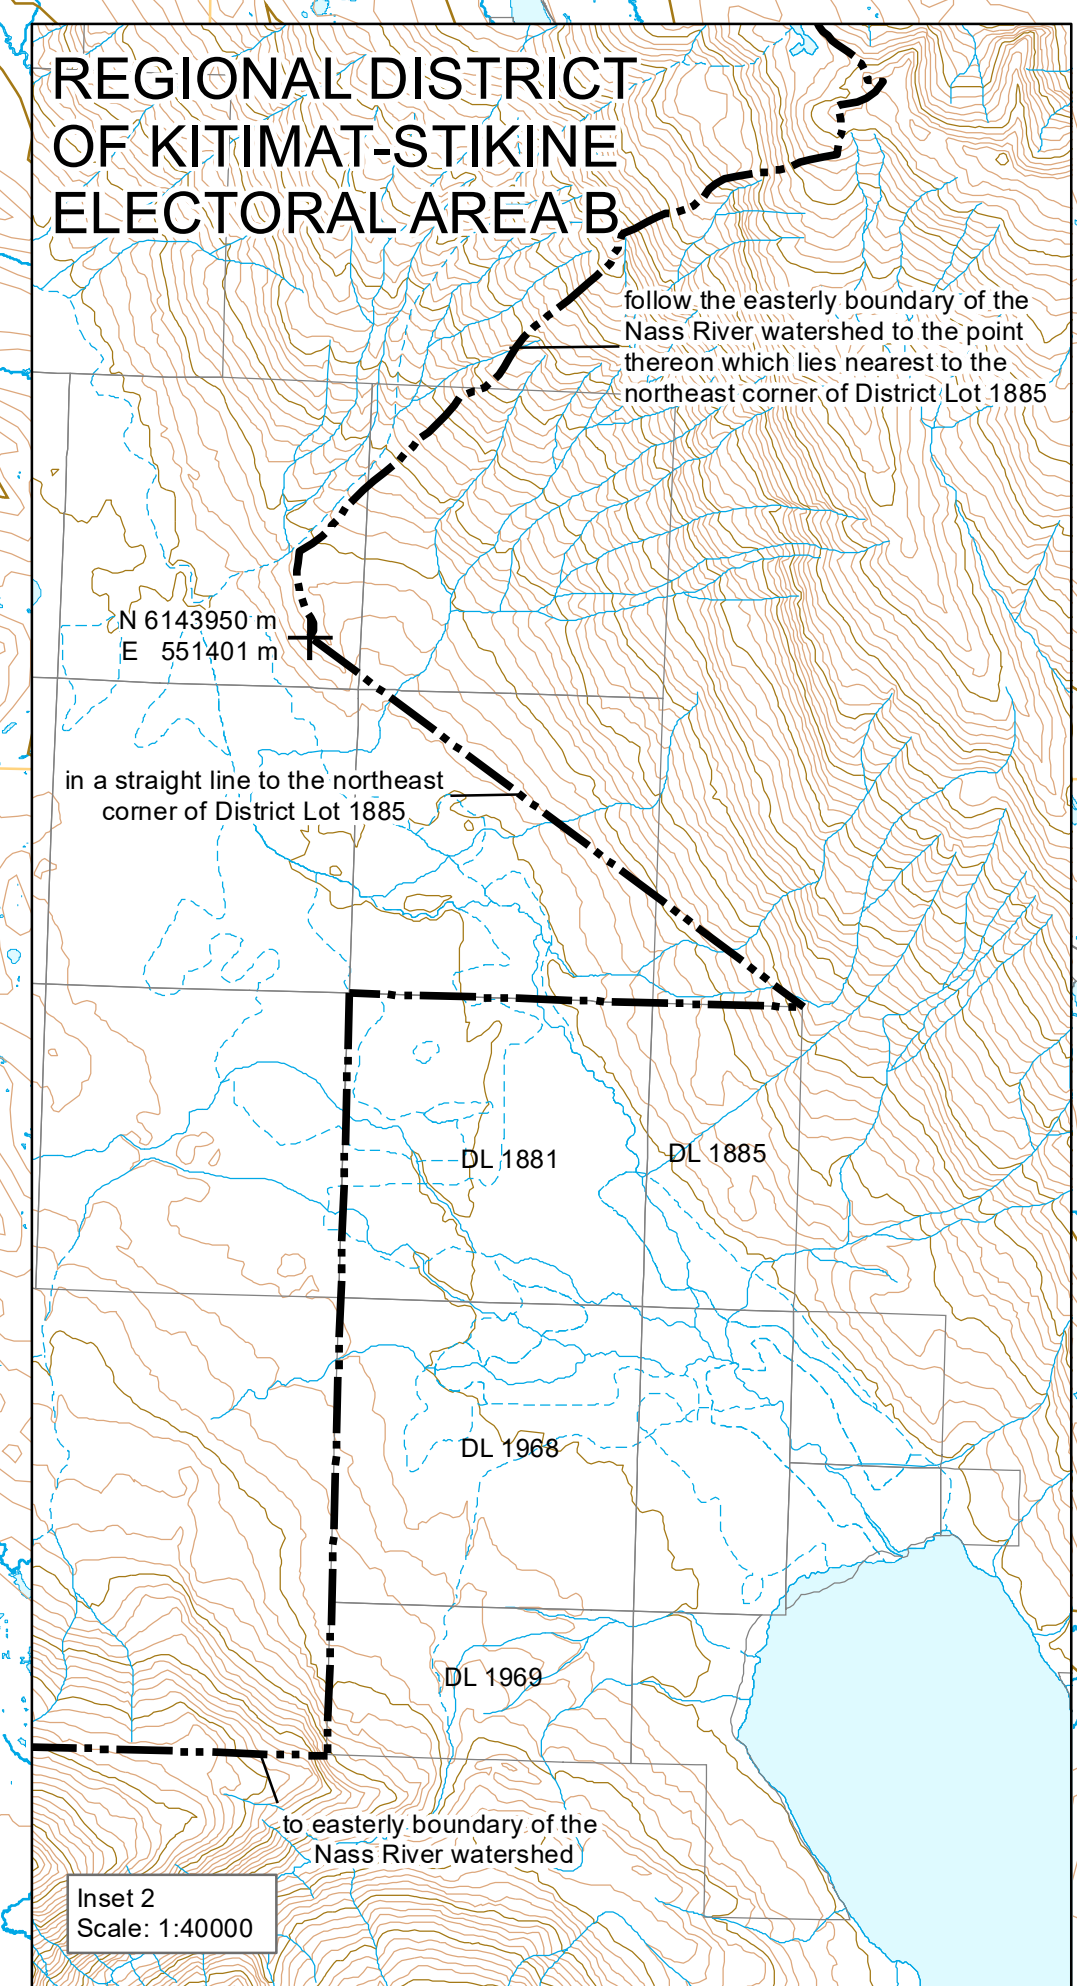 REGIONAL DISTRICT
OF KITIMAT-STIKINE
ELECTORAL AREA B
follow the easterly boundary of the
Nass River watershed to the point
thereon which lies nearest to the
northeast corner of District Lot 1885
N 6143950 m
E 551401 m
in a straight line to the northeast
corner of District Lot 1885
DL 1881
DL 1885
DL 1968
DL 1969
to easterly boundary of the
Nass River watershed
Inset 2
Scale: 1:40000